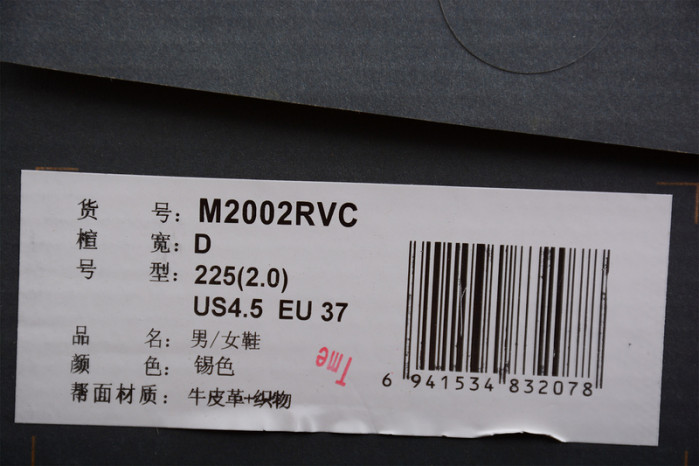 货 号: M2002RVC
楦 宽: D
号 型: 225(2.0)
US4.5 EU 37
品 名: 男/女鞋
颜 色: 锡色
帮面材质: 牛皮革+织物
Tme
6 941534 832078